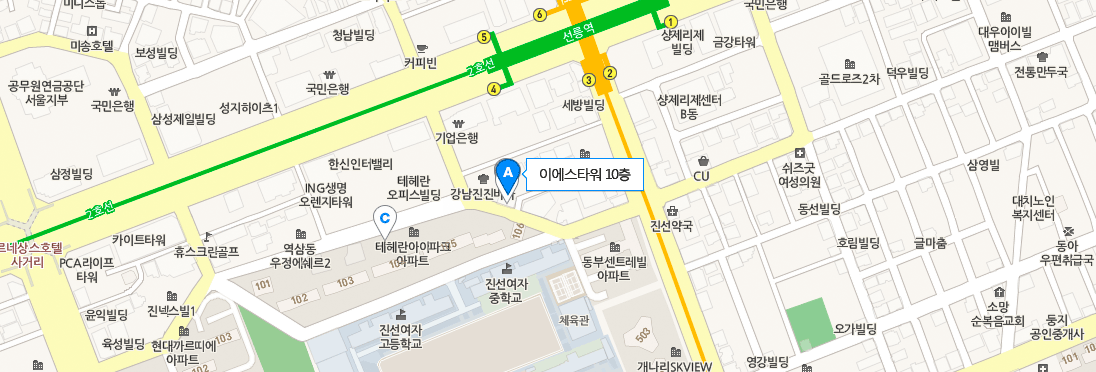 미니스톱
미송호텔
보성빌딩
청남빌딩
6
5
커피빈
선릉역
2호선
1
상제리제
빌딩
국민은행
금강타워
대우아이빌
맴버스
전통만두국
골드로즈2차
덕우빌딩
공무원연금공단
서울지부
국민은행
성지하이츠1
삼성제일빌딩
국민은행
4
3
2
세방빌딩
샹제리제센터
B동
기업은행
삼정빌딩
한신인터밸리
ING생명
오렌지타워
테헤란
오피스빌딩
강남진진바
A
이에스타워 10층
CU
쉬즈굿
여성의원
삼영빌
2호선
C
동선빌딩
대치노인
복지센터
진선약국
르네상스호텔
사거리
카이트타워
휴스크린골프
역삼동
우정에쉐르2
테헤란아이파크
아파트
105
106
동부센트레빌
아파트
호림빌딩
글마춤
동아
우편취급국
PCA라이프
타워
101
102
103
진선여자
중학교
진넥스빌1
윤익빌딩
진선여자
고등학교
체육관
503
오가빌딩
소망
순복음교회
둥지
공인중개사
육성빌딩
현대까르띠에
아파트
103
101
개나리SKVIEW
영강빌딩
101